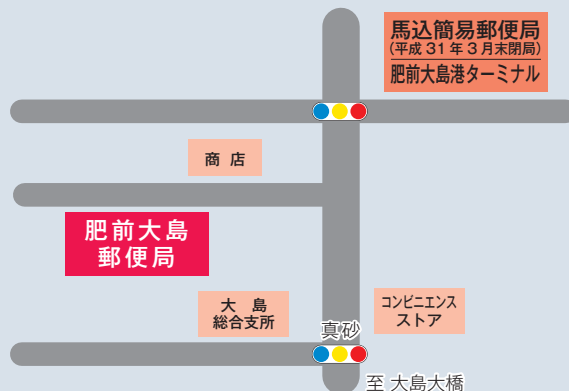 馬込簡易郵便局
(平成31年3月末閉局)
肥前大島港ターミナル
商 店
肥前大島
郵便局
大 島
総合支所
コンビニエンス
ストア
真砂
至 大島大橋